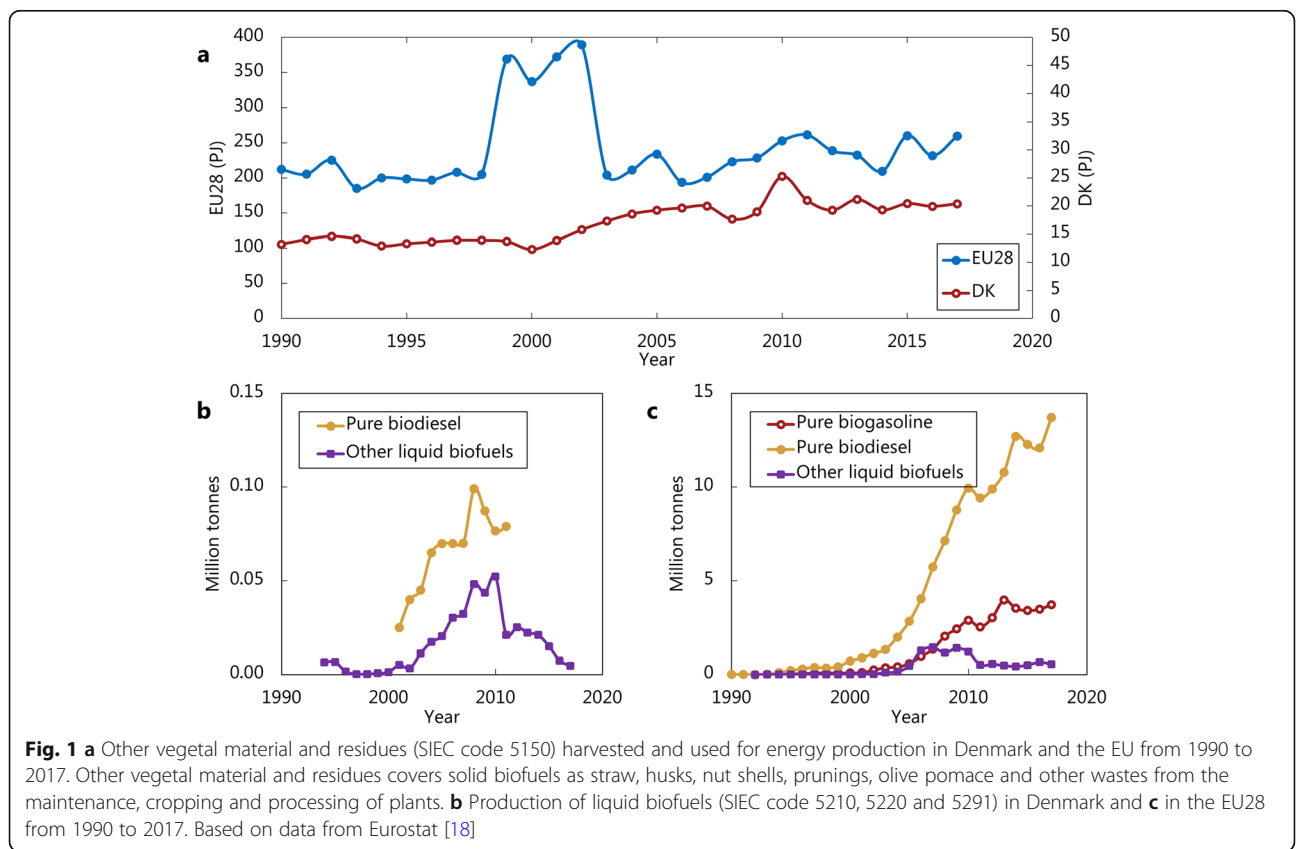 a
400
350
300
250
200
150
100
50
0
EU28 (PJ)
50
45
40
35
30
25
20
15
10
5
0
DK (PJ)
EU28
DK
1990 1995 2000 2005 2010 2015 2020
Year
b
0.15
0.10
0.05
0.00
Million tonnes
Pure biodiesel
Other liquid biofuels
1990 2000 2010 2020
Year
c
15
10
5
0
Million tonnes
Pure biogasoline
Pure biodiesel
Other liquid biofuels
1990 2000 2010 2020
Year
Fig. 1 a Other vegetal material and residues (SIEC code 5150) harvested and used for energy production in Denmark and the EU from 1990 to
2017. Other vegetal material and residues covers solid biofuels as straw, husks, nut shells, prunings, olive pomace and other wastes from the
maintenance, cropping and processing of plants. b Production of liquid biofuels (SIEC code 5210, 5220 and 5291) in Denmark and c in the EU28
from 1990 to 2017. Based on data from Eurostat [18]